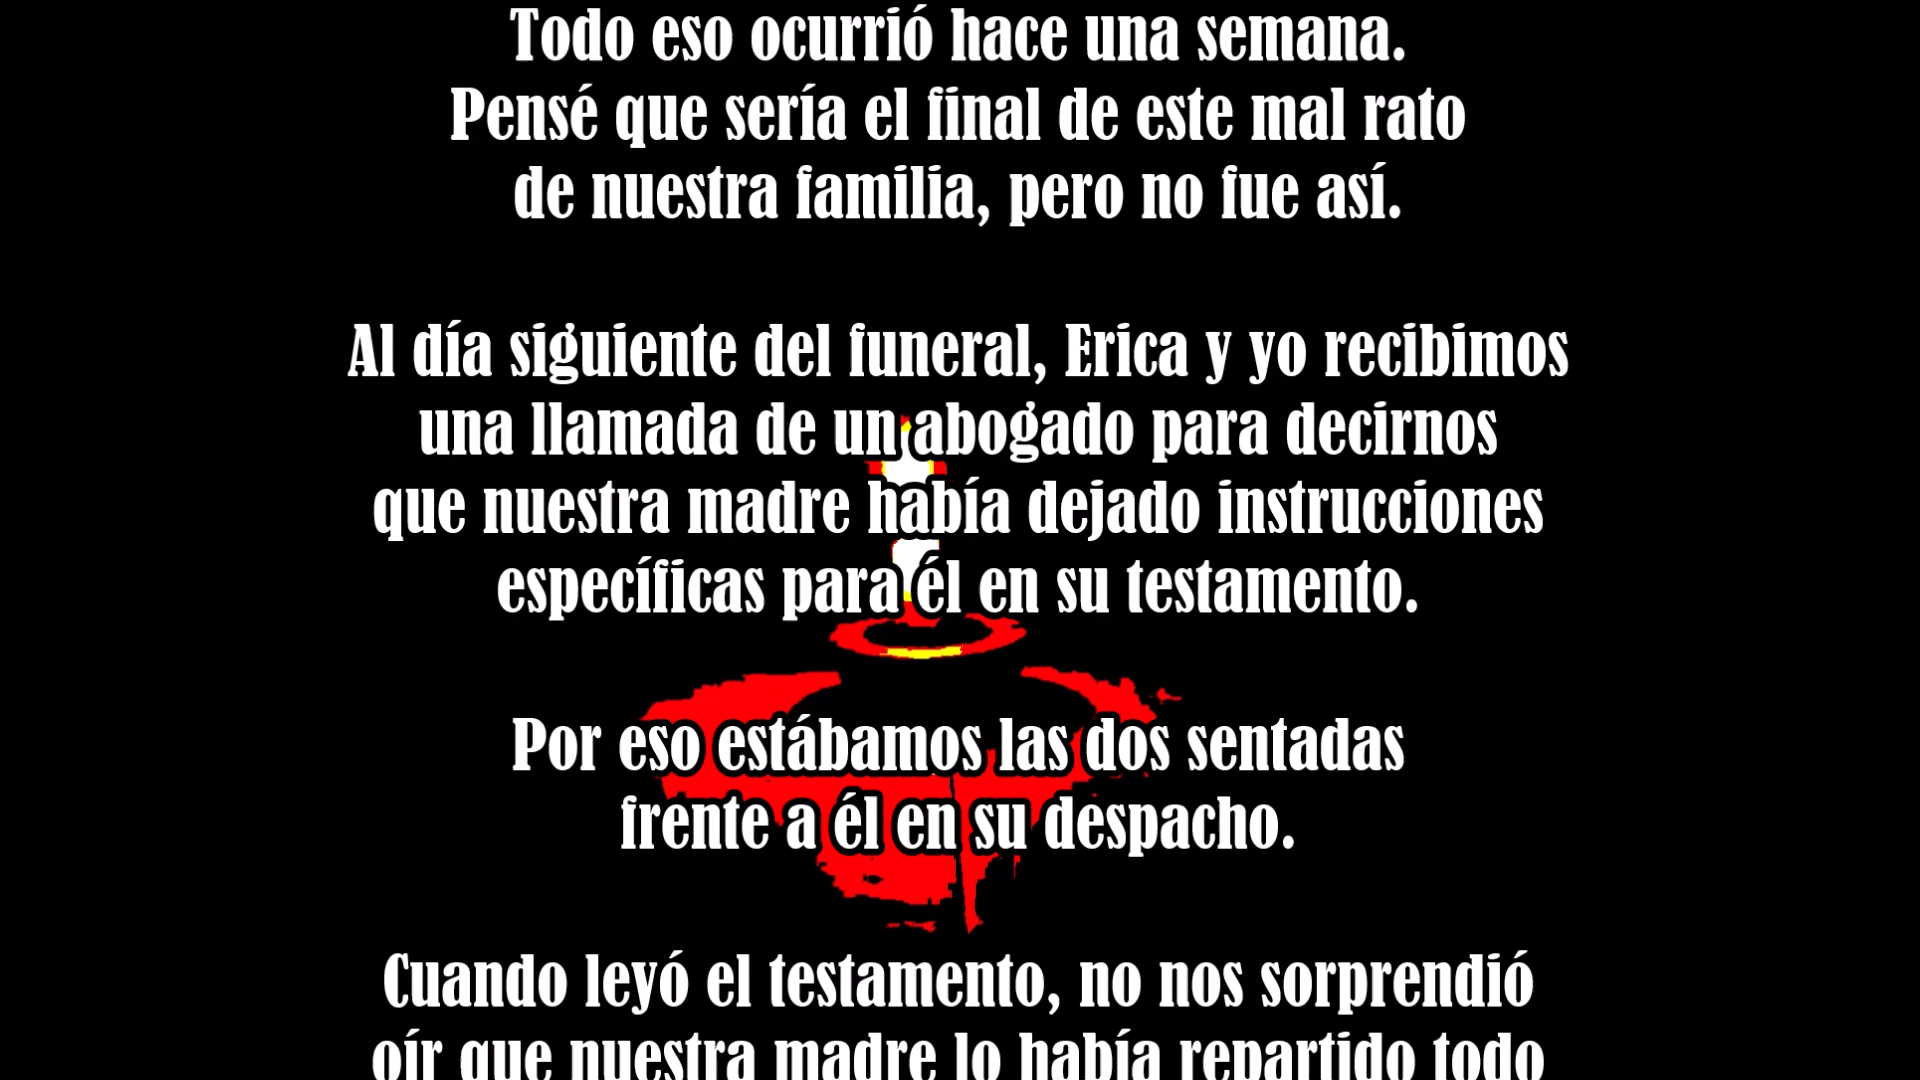 Todo eso ocurrió hace una semana.
Pensé que sería el final de este mal rato
de nuestra familia, pero no fue así.
Al día siguiente del funeral, Erica y yo recibimos
una llamada de un abogado para decirnos
que nuestra madre había dejado instrucciones
específicas para él en su testamento.
Por eso estábamos las dos sentadas
frente a él en su despacho.
Cuando leyó el testamento, no nos sorprendió
oír que nuestra madre lo había repartido todo